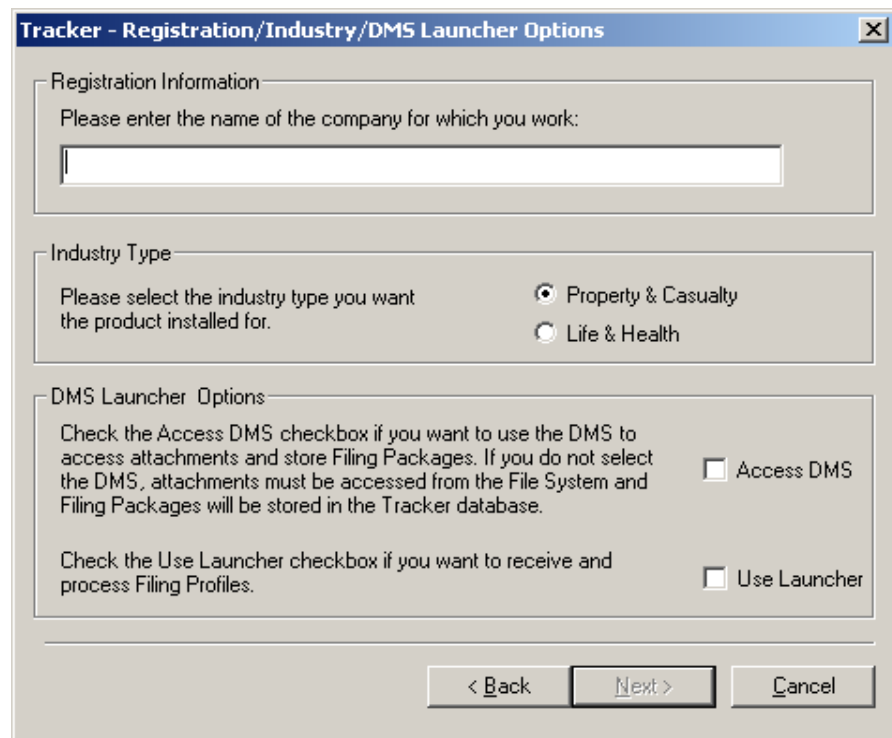 Tracker - Registration/Industry/DMS Launcher Options
Registration Information
Please enter the name of the company for which you work:
Industry Type
Please select the industry type you want
the product installed for.
Property & Casualty
Life & Health
DMS Launcher Options
Check the Access DMS checkbox if you want to use the DMS to
access attachments and store Filing Packages. If you do not select
the DMS, attachments must be accessed from the File System and
Filing Packages will be stored in the Tracker database.
Access DMS
Check the Use Launcher checkbox if you want to receive and
process Filing Profiles.
Use Launcher
< Back
Next >
Cancel